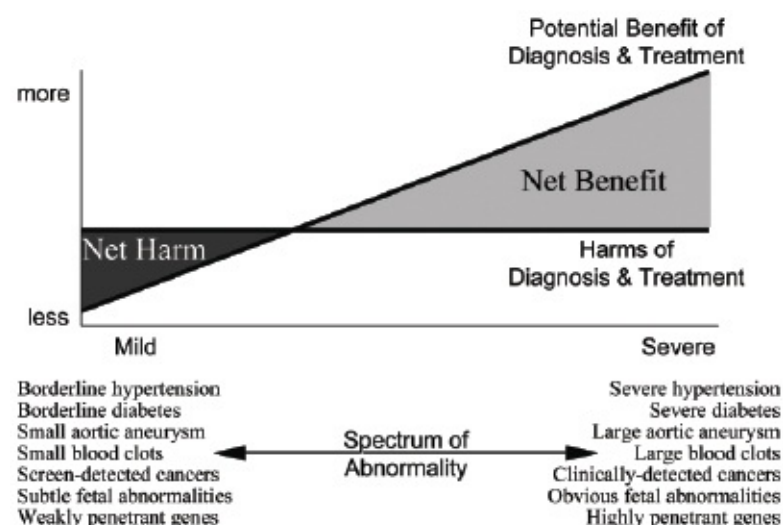 Potential Benefit of
Diagnosis & Treatment
more
Net Benefit
Net Harm
Harms of
Diagnosis & Treatment
less
Mild
Severe
Borderline hypertension
Borderline diabetes
Small aortic aneurysm
Small blood clots
Screen-detected cancers
Subtle fetal abnormalities
Weakly penetrant genes
Spectrum of
Abnormality
Severe hypertension
Severe diabetes
Large aortic aneurysm
Large blood clots
Clinically-detected cancers
Obvious fetal abnormalities
Highly penetrant genes